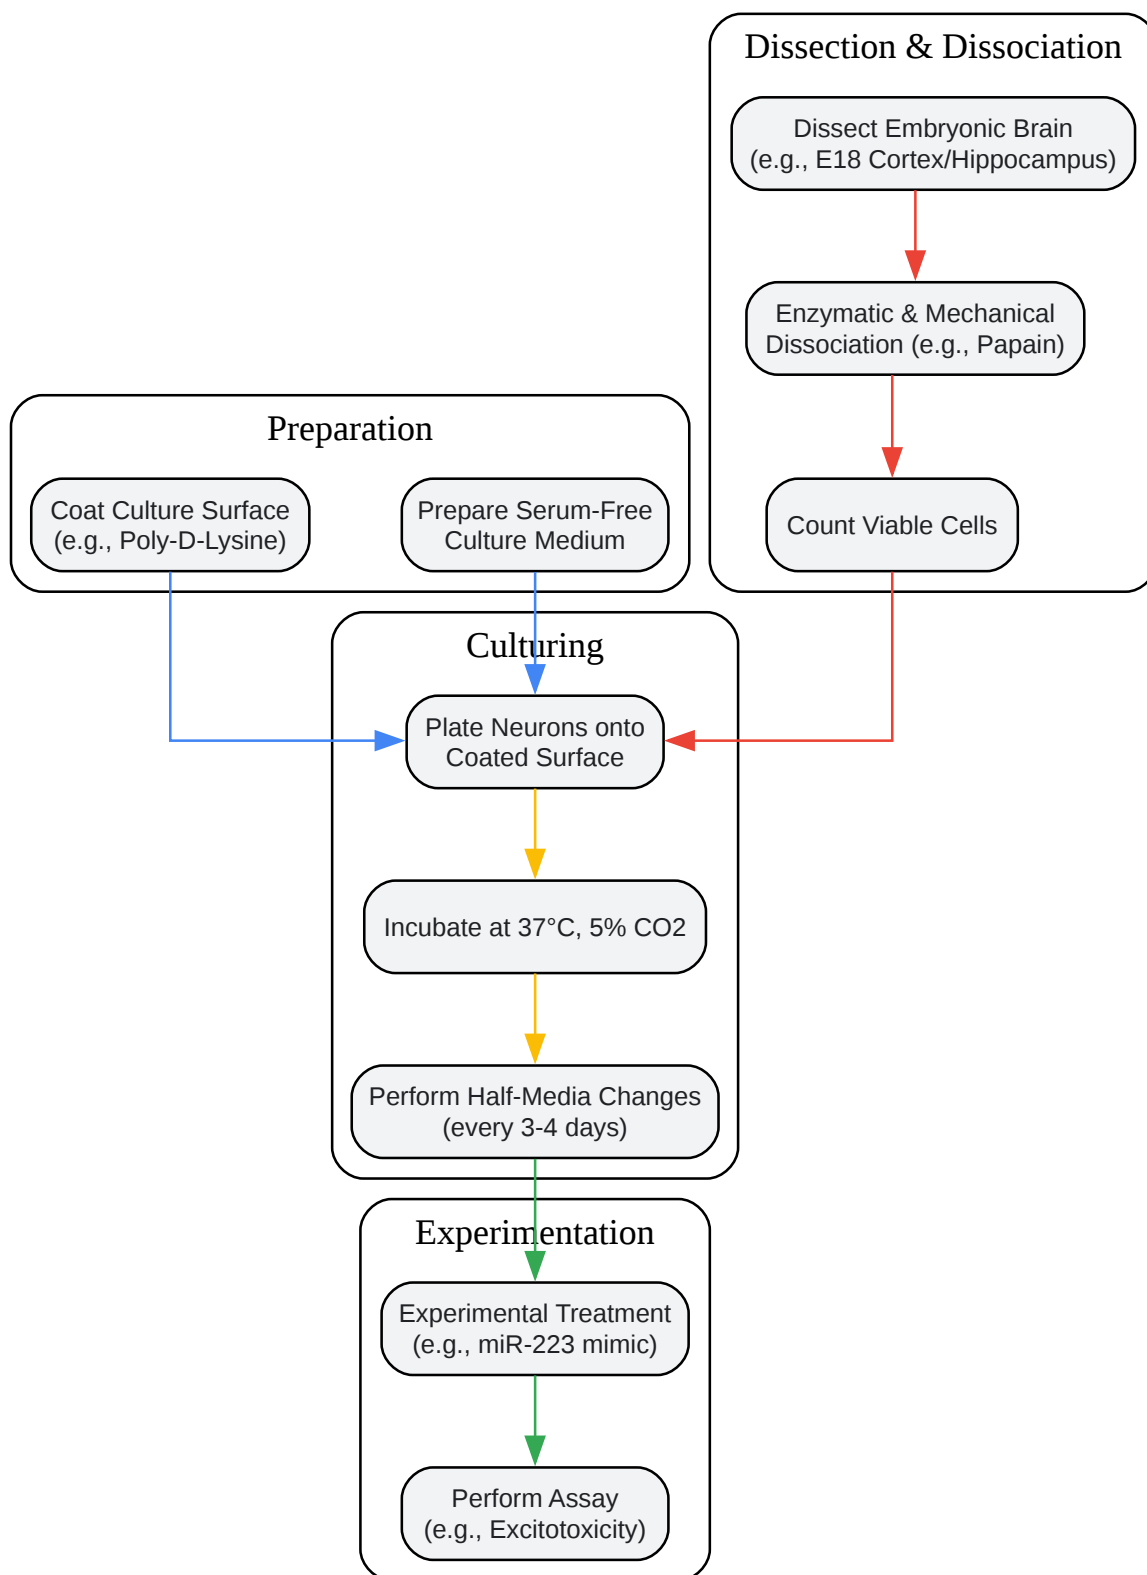 Dissection & Dissociation
Dissect Embryonic Brain
(e.g., E18 Cortex/Hippocampus)
Enzymatic & Mechanical
Dissociation (e.g., Papain)
Count Viable Cells
Preparation
Coat Culture Surface
(e.g., Poly-D-Lysine)
Prepare Serum-Free
Culture Medium
Culturing
Plate Neurons onto
Coated Surface
Incubate at 37°C, 5% CO2
Perform Half-Media Changes
(every 3-4 days)
Experimentation
Experimental Treatment
(e.g., miR-223 mimic)
Perform Assay
(e.g., Excitotoxicity)